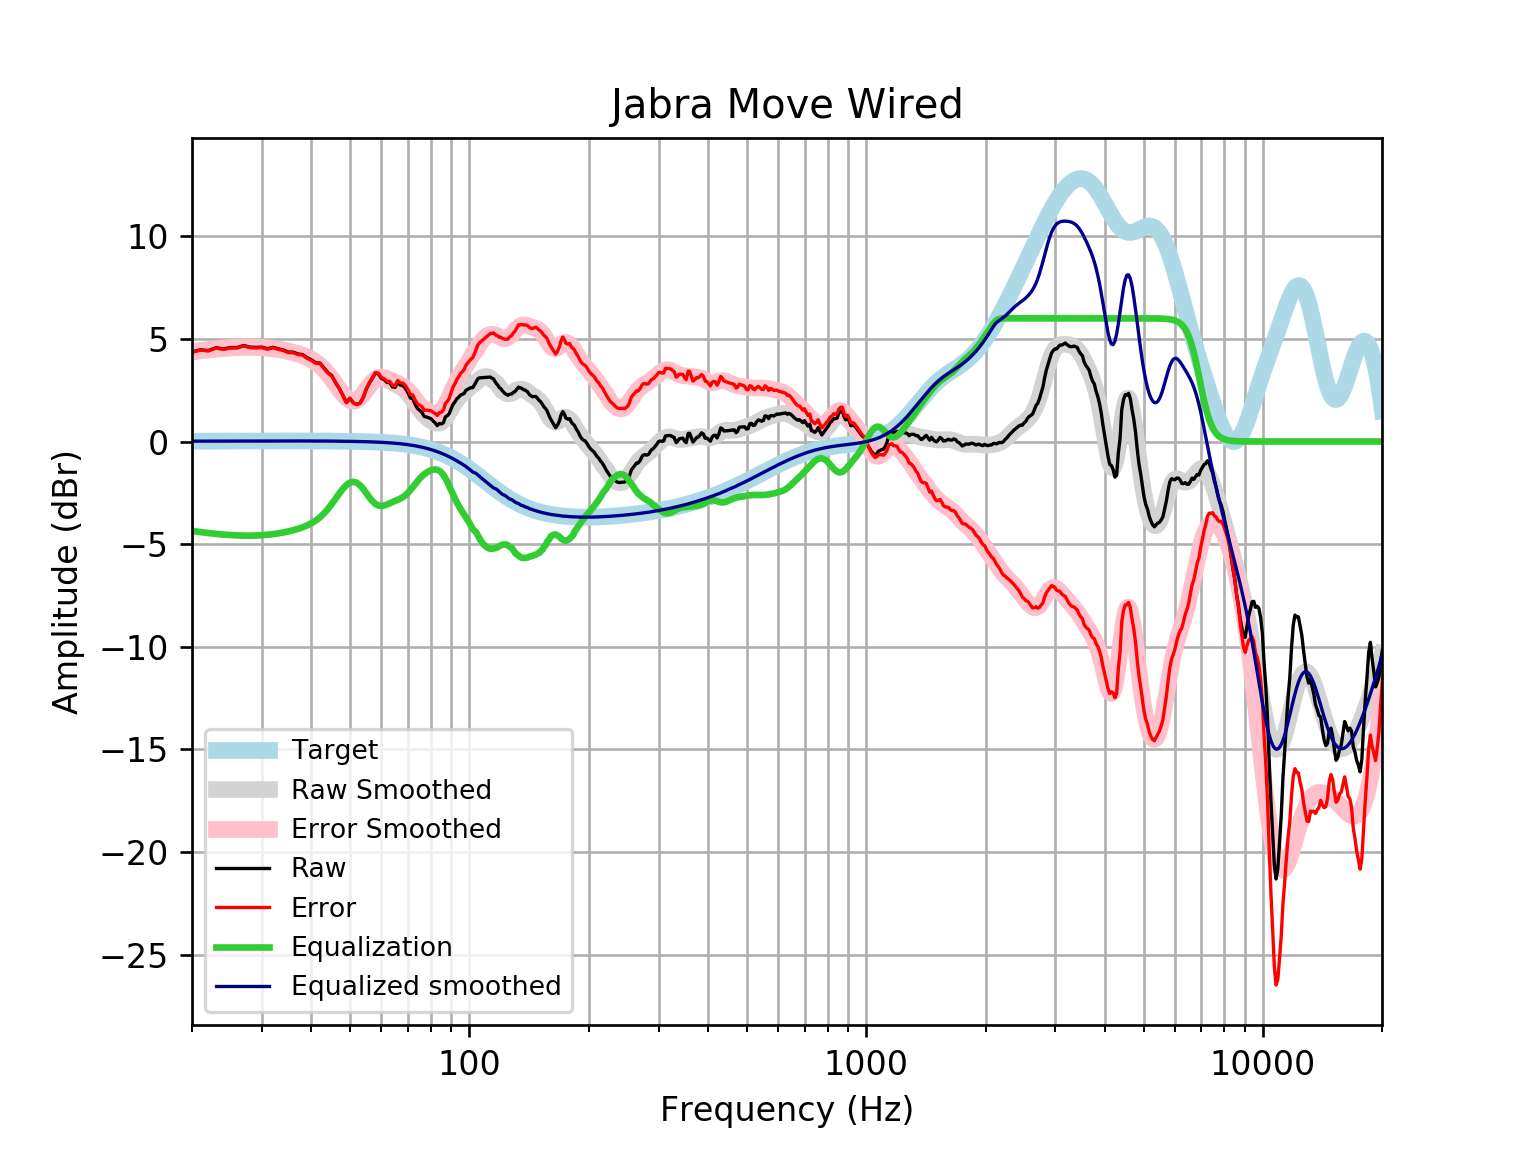 Jabra Move Wired
10
5
0
−5
−10
−15
−20
−25
Amplitude (dBr)
Target
Raw Smoothed
Error Smoothed
Raw
Error
Equalization
Equalized smoothed
100
1000
10000
Frequency (Hz)